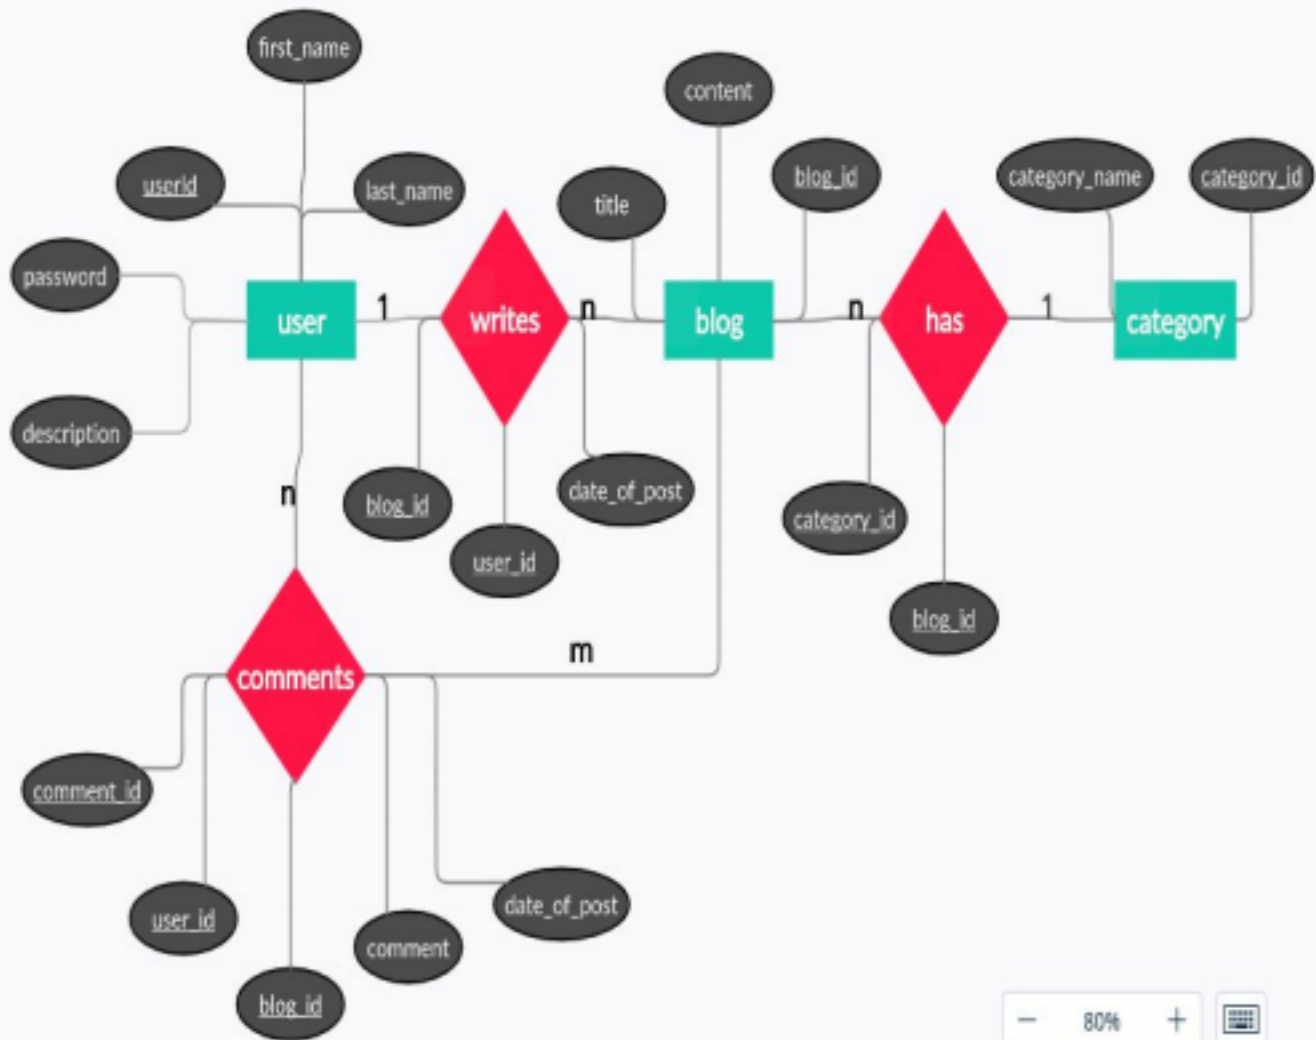 first_name
content
userid
last_name
title
blog_id
category_name
category_id
password
user
1
writes
n
blog
n
has
1
category
description
n
blog_id
date_of_post
category_id
user_id
blog_id
m
comments
comment_id
user_id
date_of_post
comment
blog_id
80%